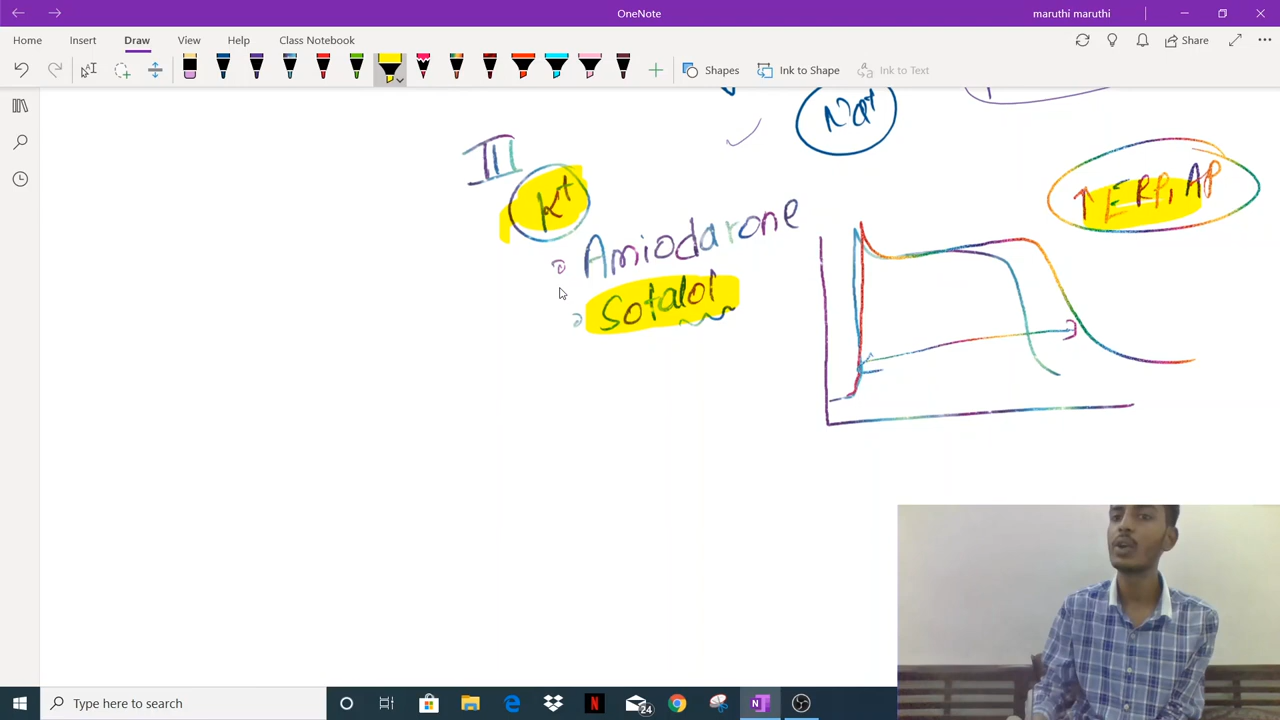 OneNote
maruthi maruthi
Home Insert Draw View Help Class Notebook
Share
Shapes Ink to Shape Ink to Text
Na+
III
K+
↑ ERP, AP
Amiodarone
Sotalol
Type here to search
24